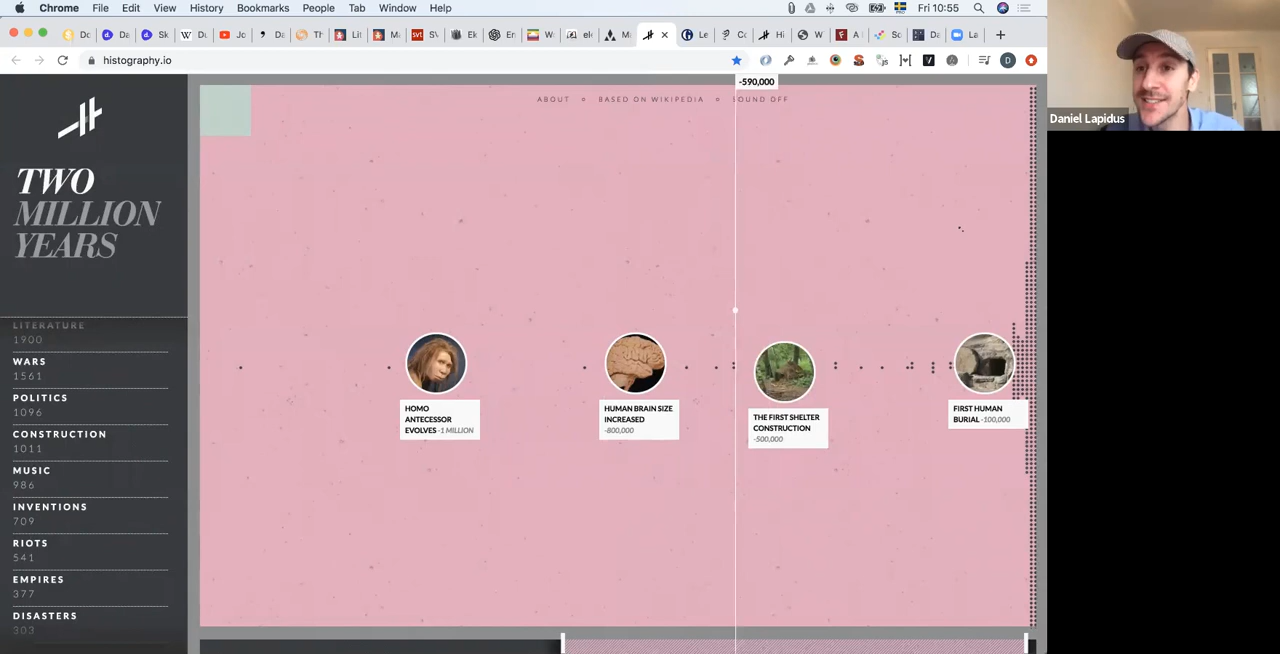 Chrome File Edit View History Bookmarks People Tab Window Help
PRO
Fri 10:55
histography.io
js
D
-590,000
ABOUT BASED ON WIKIPEDIA SOUND OFF
Daniel Lapidus
TWO
MILLION
YEARS
LITERATURE
1900
WARS
1561
POLITICS
1096
CONSTRUCTION
1011
MUSIC
986
INVENTIONS
709
RIOTS
541
EMPIRES
377
DISASTERS
303
HOMO
ANTECESSOR
EVOLVES -1 MILLION
HUMAN BRAIN SIZE
INCREASED
-800,000
THE FIRST SHELTER
CONSTRUCTION
-500,000
FIRST HUMAN
BURIAL -100,000